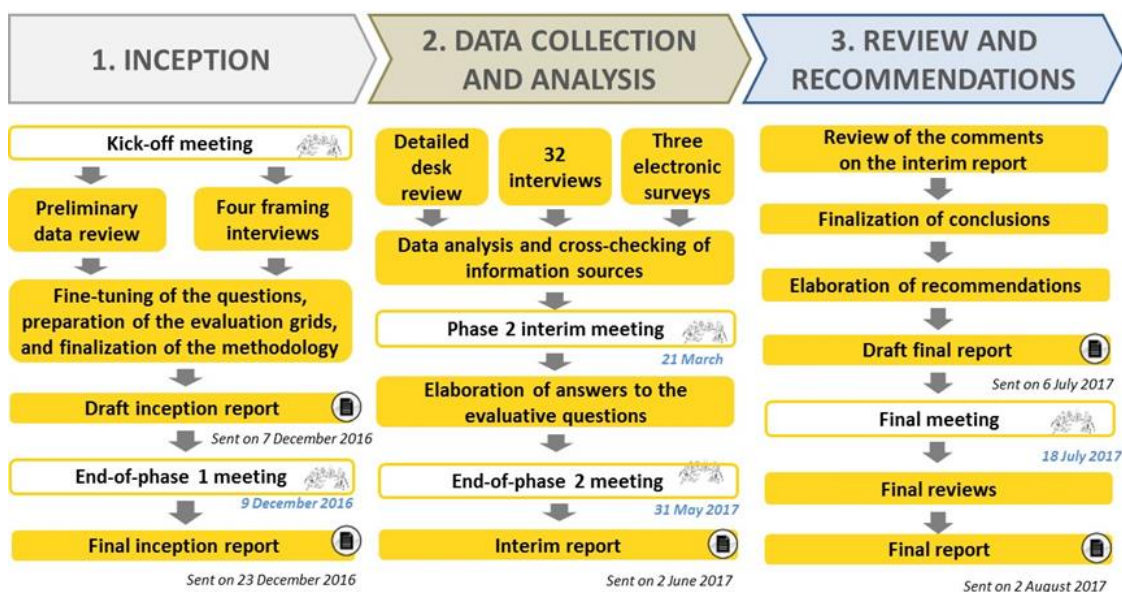 1. INCEPTION
Kick-off meeting
Preliminary
data review
Four framing
interviews
Fine-tuning of the questions,
preparation of the evaluation grids,
and finalization of the methodology
Draft inception report
Sent on 7 December 2016
End-of-phase 1 meeting
9 December 2016
Final inception report
Sent on 23 December 2016
2. DATA COLLECTION
AND ANALYSIS
Detailed
desk
review
32
interviews
Three
electronic
surveys
Data analysis and cross-checking of
information sources
Phase 2 interim meeting
21 March
Elaboration of answers to the
evaluative questions
End-of-phase 2 meeting
31 May 2017
Interim report
Sent on 2 June 2017
3. REVIEW AND
RECOMMENDATIONS
Review of the comments
on the interim report
Finalization of conclusions
Elaboration of recommendations
Draft final report
Sent on 6 July 2017
Final meeting
18 July 2017
Final reviews
Final report
Sent on 2 August 2017